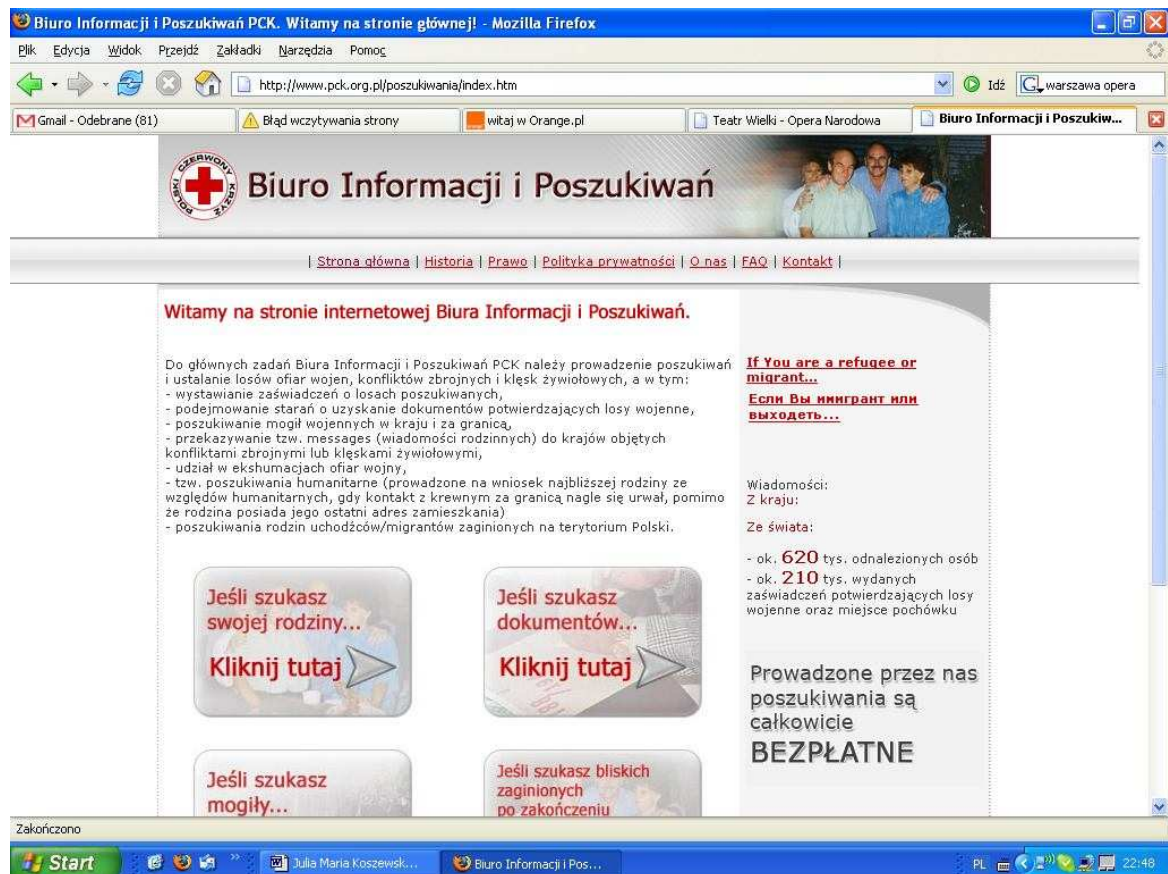 Biuro Informacji i Poszukiwań PCK. Witamy na stronie głównej! - Mozilla Firefox
Plik Edycja Widok Przejdź Zakładki Narzędzia Pomoc
http://www.pck.org.pl/poszukiwania/index.htm Idź G warszawa opera
Gmail - Odebrane (81) Błąd wczytywania strony witaj w Orange.pl Teatr Wielki - Opera Narodowa Biuro Informacji i Poszukiw...
POLSKI CZERWONY KRZYŻ
Biuro Informacji i Poszukiwań
| Strona główna | Historia | Prawo | Polityka prywatności | O nas | FAQ | Kontakt |
Witamy na stronie internetowej Biura Informacji i Poszukiwań.
Do głównych zadań Biura Informacji i Poszukiwań PCK należy prowadzenie poszukiwań
i ustalanie losów ofiar wojen, konfliktów zbrojnych i klęsk żywiołowych, a w tym:
- wystawianie zaświadczeń o losach poszukiwanych,
- podejmowanie starań o uzyskanie dokumentów potwierdzających losy wojenne,
- poszukiwanie mogił wojennych w kraju i za granicą,
- przekazywanie tzw. messages (wiadomości rodzinnych) do krajów objętych
konfliktami zbrojnymi lub klęskami żywiołowymi,
- udział w ekshumacjach ofiar wojny,
- tzw. poszukiwania humanitarne (prowadzone na wniosek najbliższej rodziny ze
względów humanitarnych, gdy kontakt z krewnym za granicą nagle się urwał, pomimo
że rodzina posiada jego ostatni adres zamieszkania)
- poszukiwania rodzin uchodźców/migrantów zaginionych na terytorium Polski.
Jeśli szukasz
swojej rodziny...
Kliknij tutaj
Jeśli szukasz
dokumentów...
Kliknij tutaj
Jeśli szukasz
mogiły...
Jeśli szukasz bliskich
zaginionych
po zakończeniu
If You are a refugee or
migrant...
Если Вы иммгрант или
выходеть...
Wiadomości:
Z kraju:
Ze świata:
- ok. 620 tys. odnalezionych osób
- ok. 210 tys. wydanych
zaświadczeń potwierdzających losy
wojenne oraz miejsce pochówku
Prowadzone przez nas
poszukiwania są
całkowicie
BEZPŁATNE
Zakończono
Start Julia Maria Koszewsk... Biuro Informacji i Pos... PL 22:48